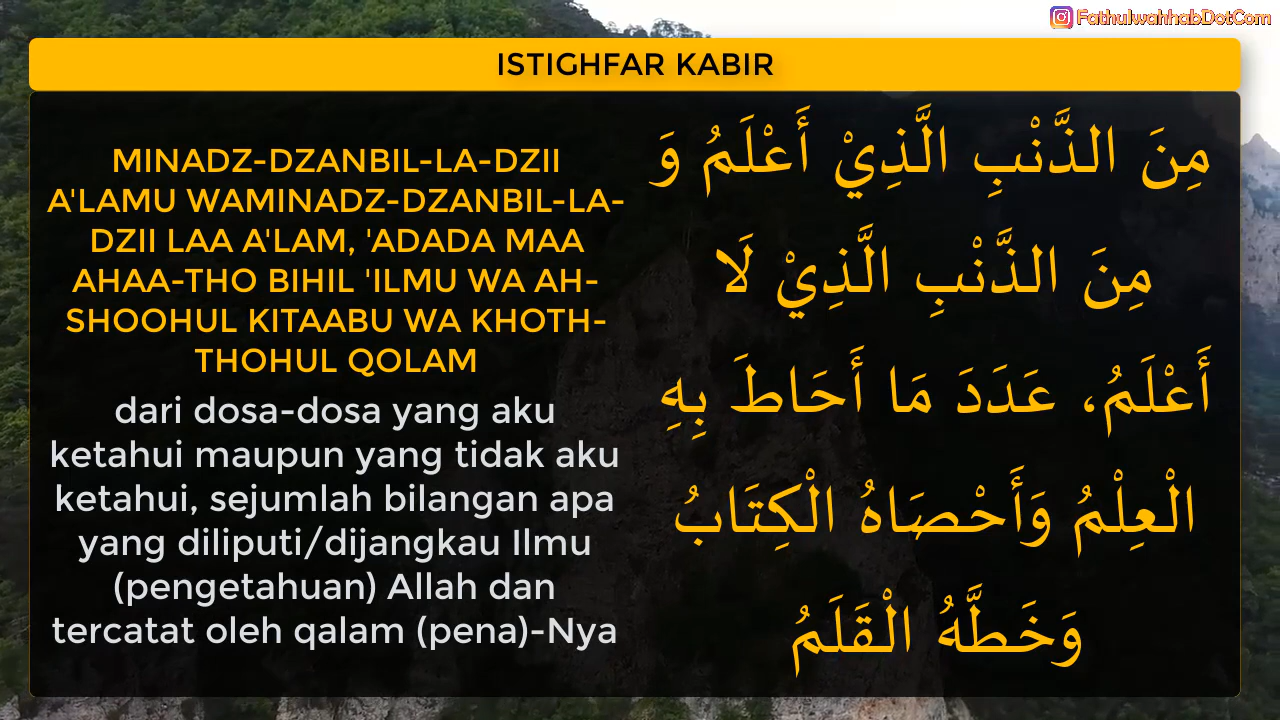 FathulwahhabDotCom
ISTIGHFAR KABIR
MINADZ-DZANBIL-LA-DZII
A'LAMU WAMINADZ-DZANBIL-LA-
DZII LAA A'LAM, 'ADADA MAA
AHAA-THO BIHIL 'ILMU WA AH-
SHOOHUL KITAABU WA KHOTH-
THOHUL QOLAM
dari dosa-dosa yang aku
ketahui maupun yang tidak aku
ketahui, sejumlah bilangan apa
yang diliputi/dijangkau Ilmu
(pengetahuan) Allah dan
tercatat oleh qalam (pena)-Nya
مِنَ الذَّنْبِ الَّذِيْ أَعْلَمُ وَ
مِنَ الذَّنْبِ الَّذِيْ لَا
أَعْلَمُ، عَدَدَ مَا أَحَاطَ بِهِ
الْعِلْمُ وَأَحْصَاهُ الْكِتَابُ
وَخَطَّهُ الْقَلَمُ